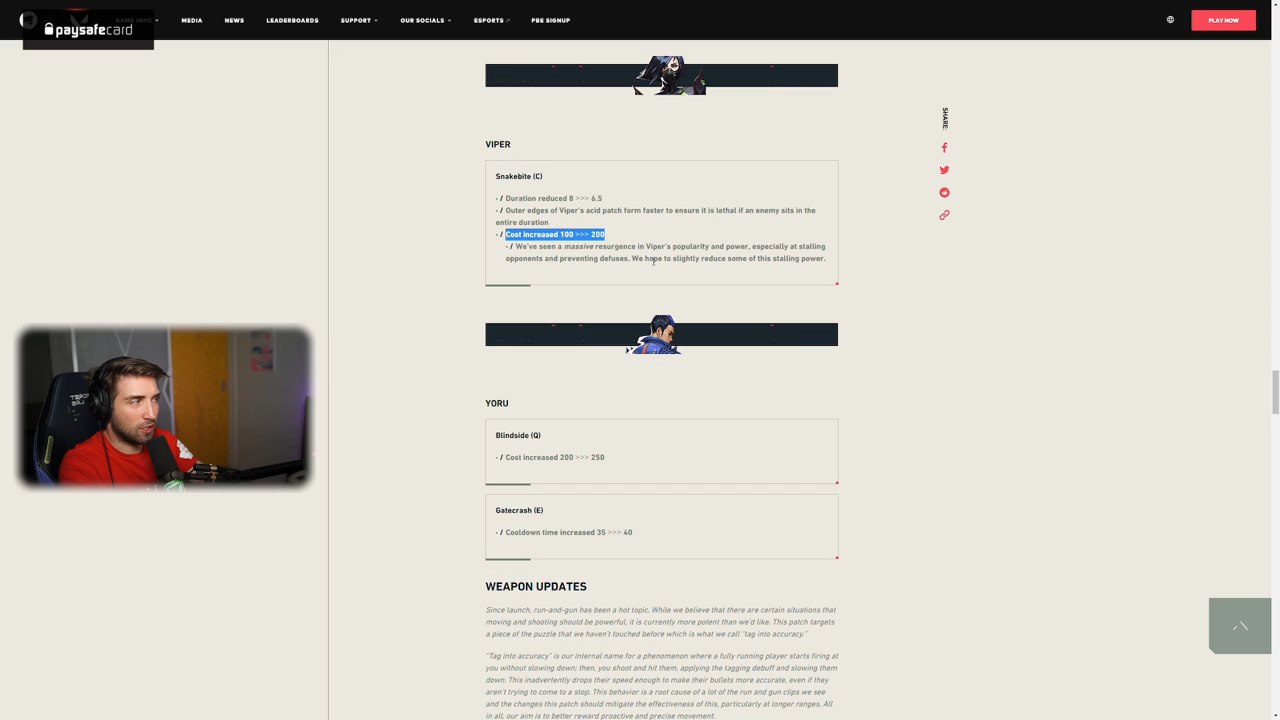 GAME INFO
MEDIA
NEWS
LEADERBOARDS
SUPPORT
OUR SOCIALS
ESPORTS
PBE SIGNUP
PLAY NOW
paysafecard
SHARE:
VIPER
Snakebite (C)
- / Duration reduced 8 >>> 6.5
- / Outer edges of Viper's acid patch form faster to ensure it is lethal if an enemy sits in the
entire duration
- / Cost increased 100 >>> 200
- / We've seen a massive resurgence in Viper's popularity and power, especially at stalling
opponents and preventing defuses. We hope to slightly reduce some of this stalling power.
YORU
Blindside (Q)
- / Cost increased 200 >>> 250
Gatecrash (E)
- / Cooldown time increased 35 >>> 40
WEAPON UPDATES
Since launch, run-and-gun has been a hot topic. While we believe that there are certain situations that
moving and shooting should be powerful, it is currently more potent than we'd like. This patch targets
a piece of the puzzle that we haven't touched before which is what we call "tag into accuracy."
"Tag into accuracy" is our internal name for a phenomenon where a fully running player starts firing at
you without slowing down; then, you shoot and hit them, applying the tagging debuff and slowing them
down. This inadvertently drops their speed enough to make their bullets more accurate, even if they
aren't trying to come to a stop. This behavior is a root cause of a lot of the run and gun clips we see
and the changes this patch should mitigate the effectiveness of this, particularly at longer ranges. All
in all, our aim is to better reward proactive and precise movement.